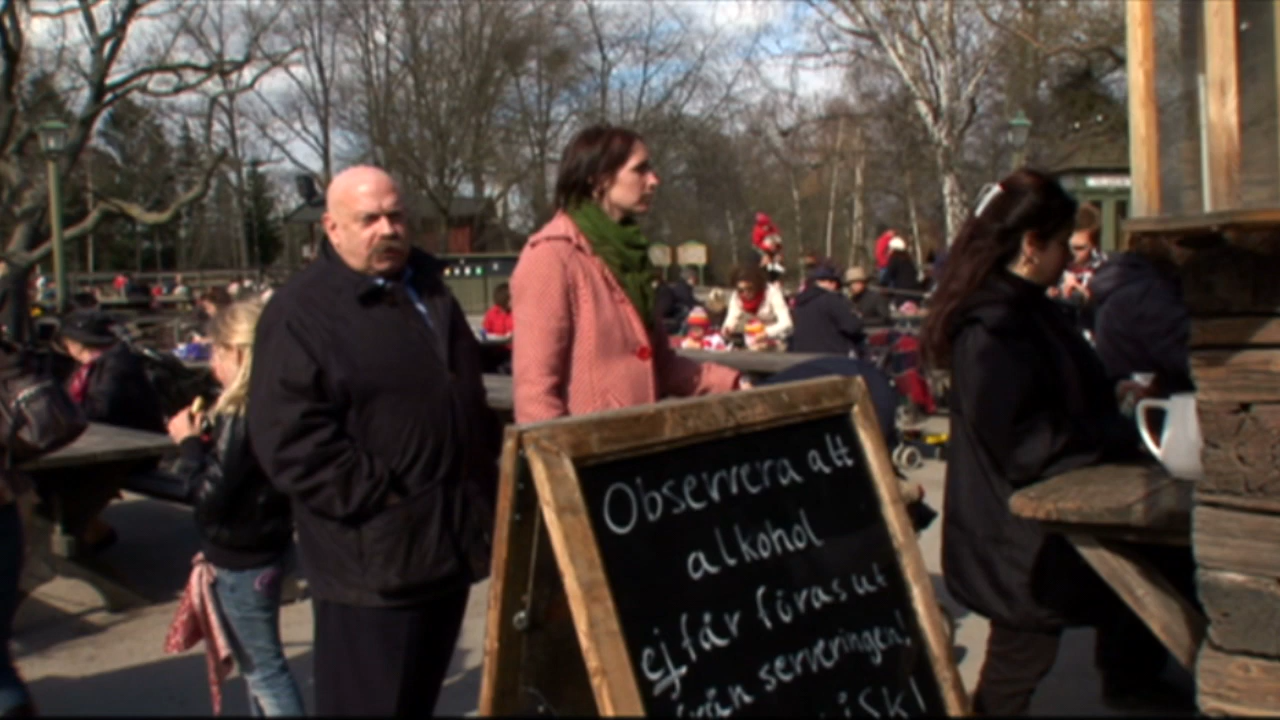 Observera att
alkohol
ej får föras ut
från serveringen!